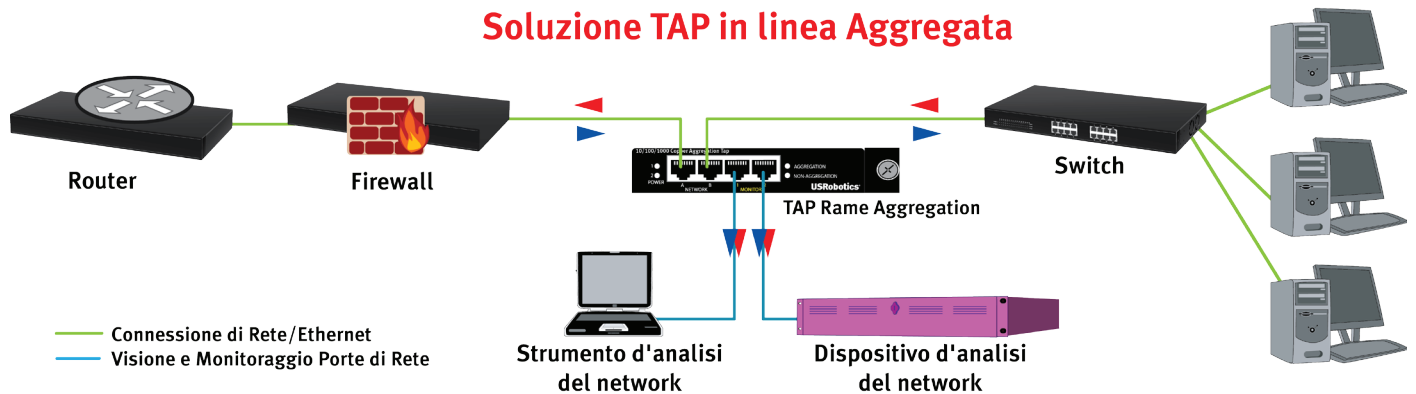 Soluzione TAP in linea Aggregata
Router
Firewall
10/100/1000 Copper Aggregation Tap
1
2
POWER
A
B
NETWORK
MONITOR
AGGREGATION
NON-AGGREGATION
USRobotics
TAP Rame Aggregation
Switch
Connessione di Rete/Ethernet
Visione e Monitoraggio Porte di Rete
Strumento d'analisi
del network
Dispositivo d'analisi
del network